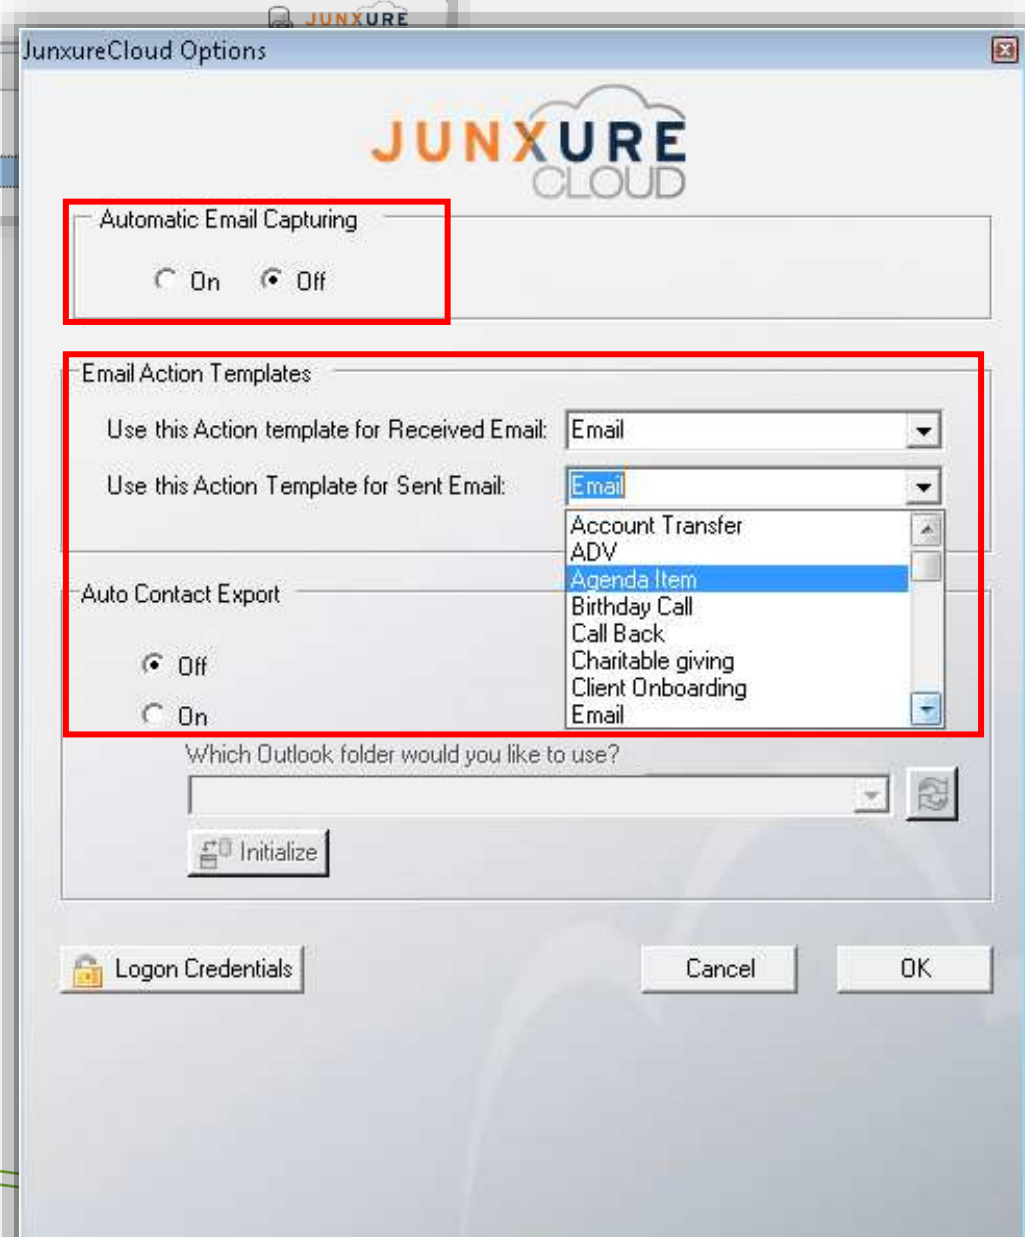 JUNXURE
JunxureCloud Options
JUNXURE
CLOUD
Automatic Email Capturing
On Off
Email Action Templates
Use this Action template for Received Email: Email
Use this Action Template for Sent Email: Email
Account Transfer
ADV
Agenda Item
Birthday Call
Call Back
Charitable giving
Client Onboarding
Email
Auto Contact Export
Off
On
Which Outlook folder would you like to use?
Initialize
Logon Credentials Cancel OK